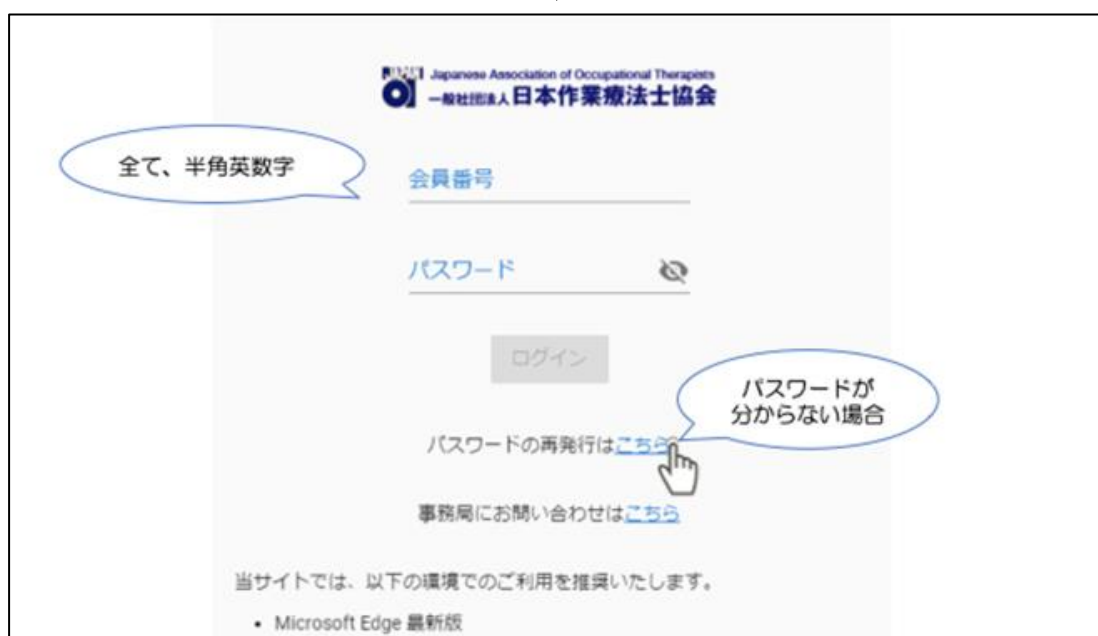 JAPAN
Japanese Association of Occupational Therapists
OT
一般社団法人日本作業療法士協会
全て、半角英数字
会員番号
パスワード
ログイン
パスワードが
分からない場合
パスワードの再発行はこちら
事務局にお問い合わせはこちら
当サイトでは、以下の環境でのご利用を推奨いたします。
• Microsoft Edge 最新版